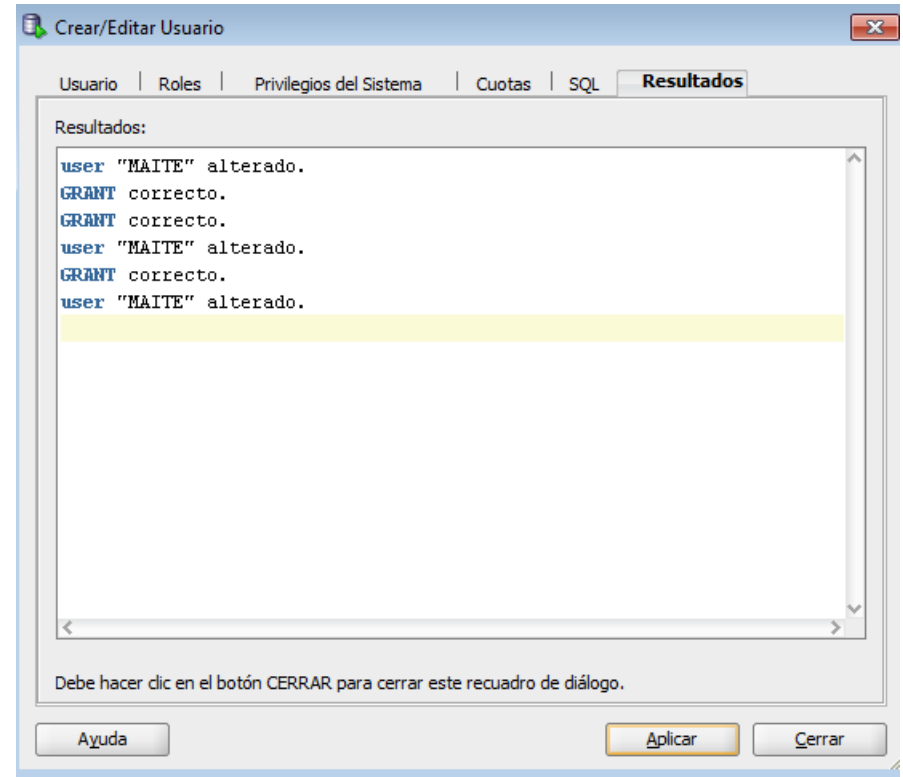 Crear/Editar Usuario
Usuario Roles Privilegios del Sistema Cuotas SQL Resultados
Resultados:
user "MAITE" alterado.
GRANT correcto.
GRANT correcto.
user "MAITE" alterado.
GRANT correcto.
user "MAITE" alterado.
Debe hacer clic en el botón CERRAR para cerrar este recuadro de diálogo.
Ayuda Aplicar Cerrar